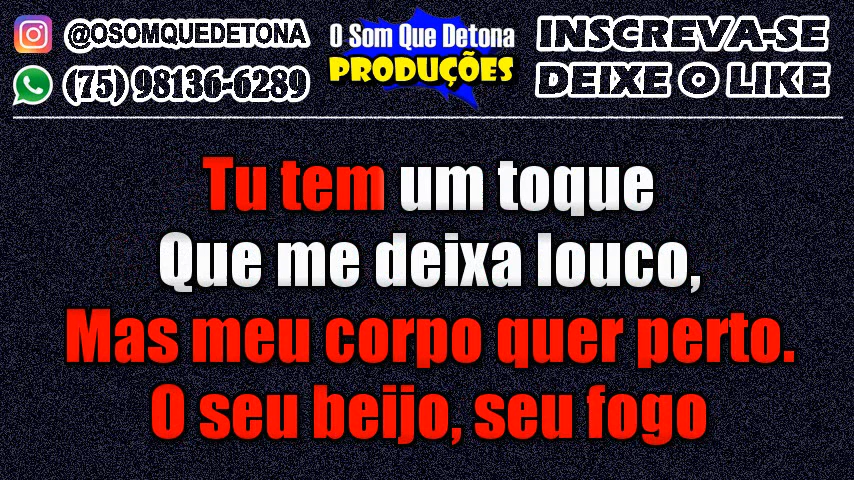 @OSOMQUEDETONA
(75) 98136-6289
O Som Que Detona
PRODUÇÕES
INSCREVA-SE
DEIXE O LIKE
Tu tem um toque
Que me deixa louco,
Mas meu corpo quer perto.
O seu beijo, seu fogo